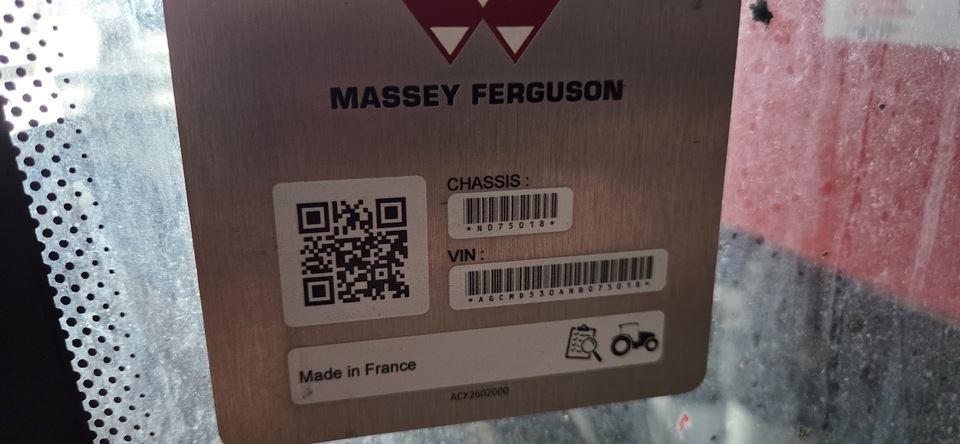 MASSEY FERGUSON
CHASSIS :
*N075018*
VIN :
*AGCMD530ANB075018*
Made in France
ACY2602000